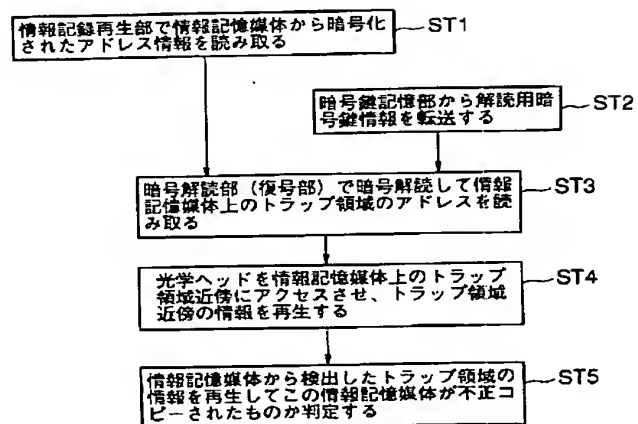 情報記録再生部で情報記憶媒体から暗号化
されたアドレス情報を読み取る
ST1
暗号鍵記憶部から解読用暗
号鍵情報を転送する
ST2
暗号解読部（復号部）で暗号解読して情報
記憶媒体上のトラップ領域のアドレスを読
み取る
ST3
光学ヘッドを情報記憶媒体上のトラップ
領域近傍にアクセスさせ、トラップ領域
近傍の情報を再生する
ST4
情報記憶媒体から検出したトラップ領域の
情報を再生してこの情報記憶媒体が不正コ
ピーされたものか判定する
ST5